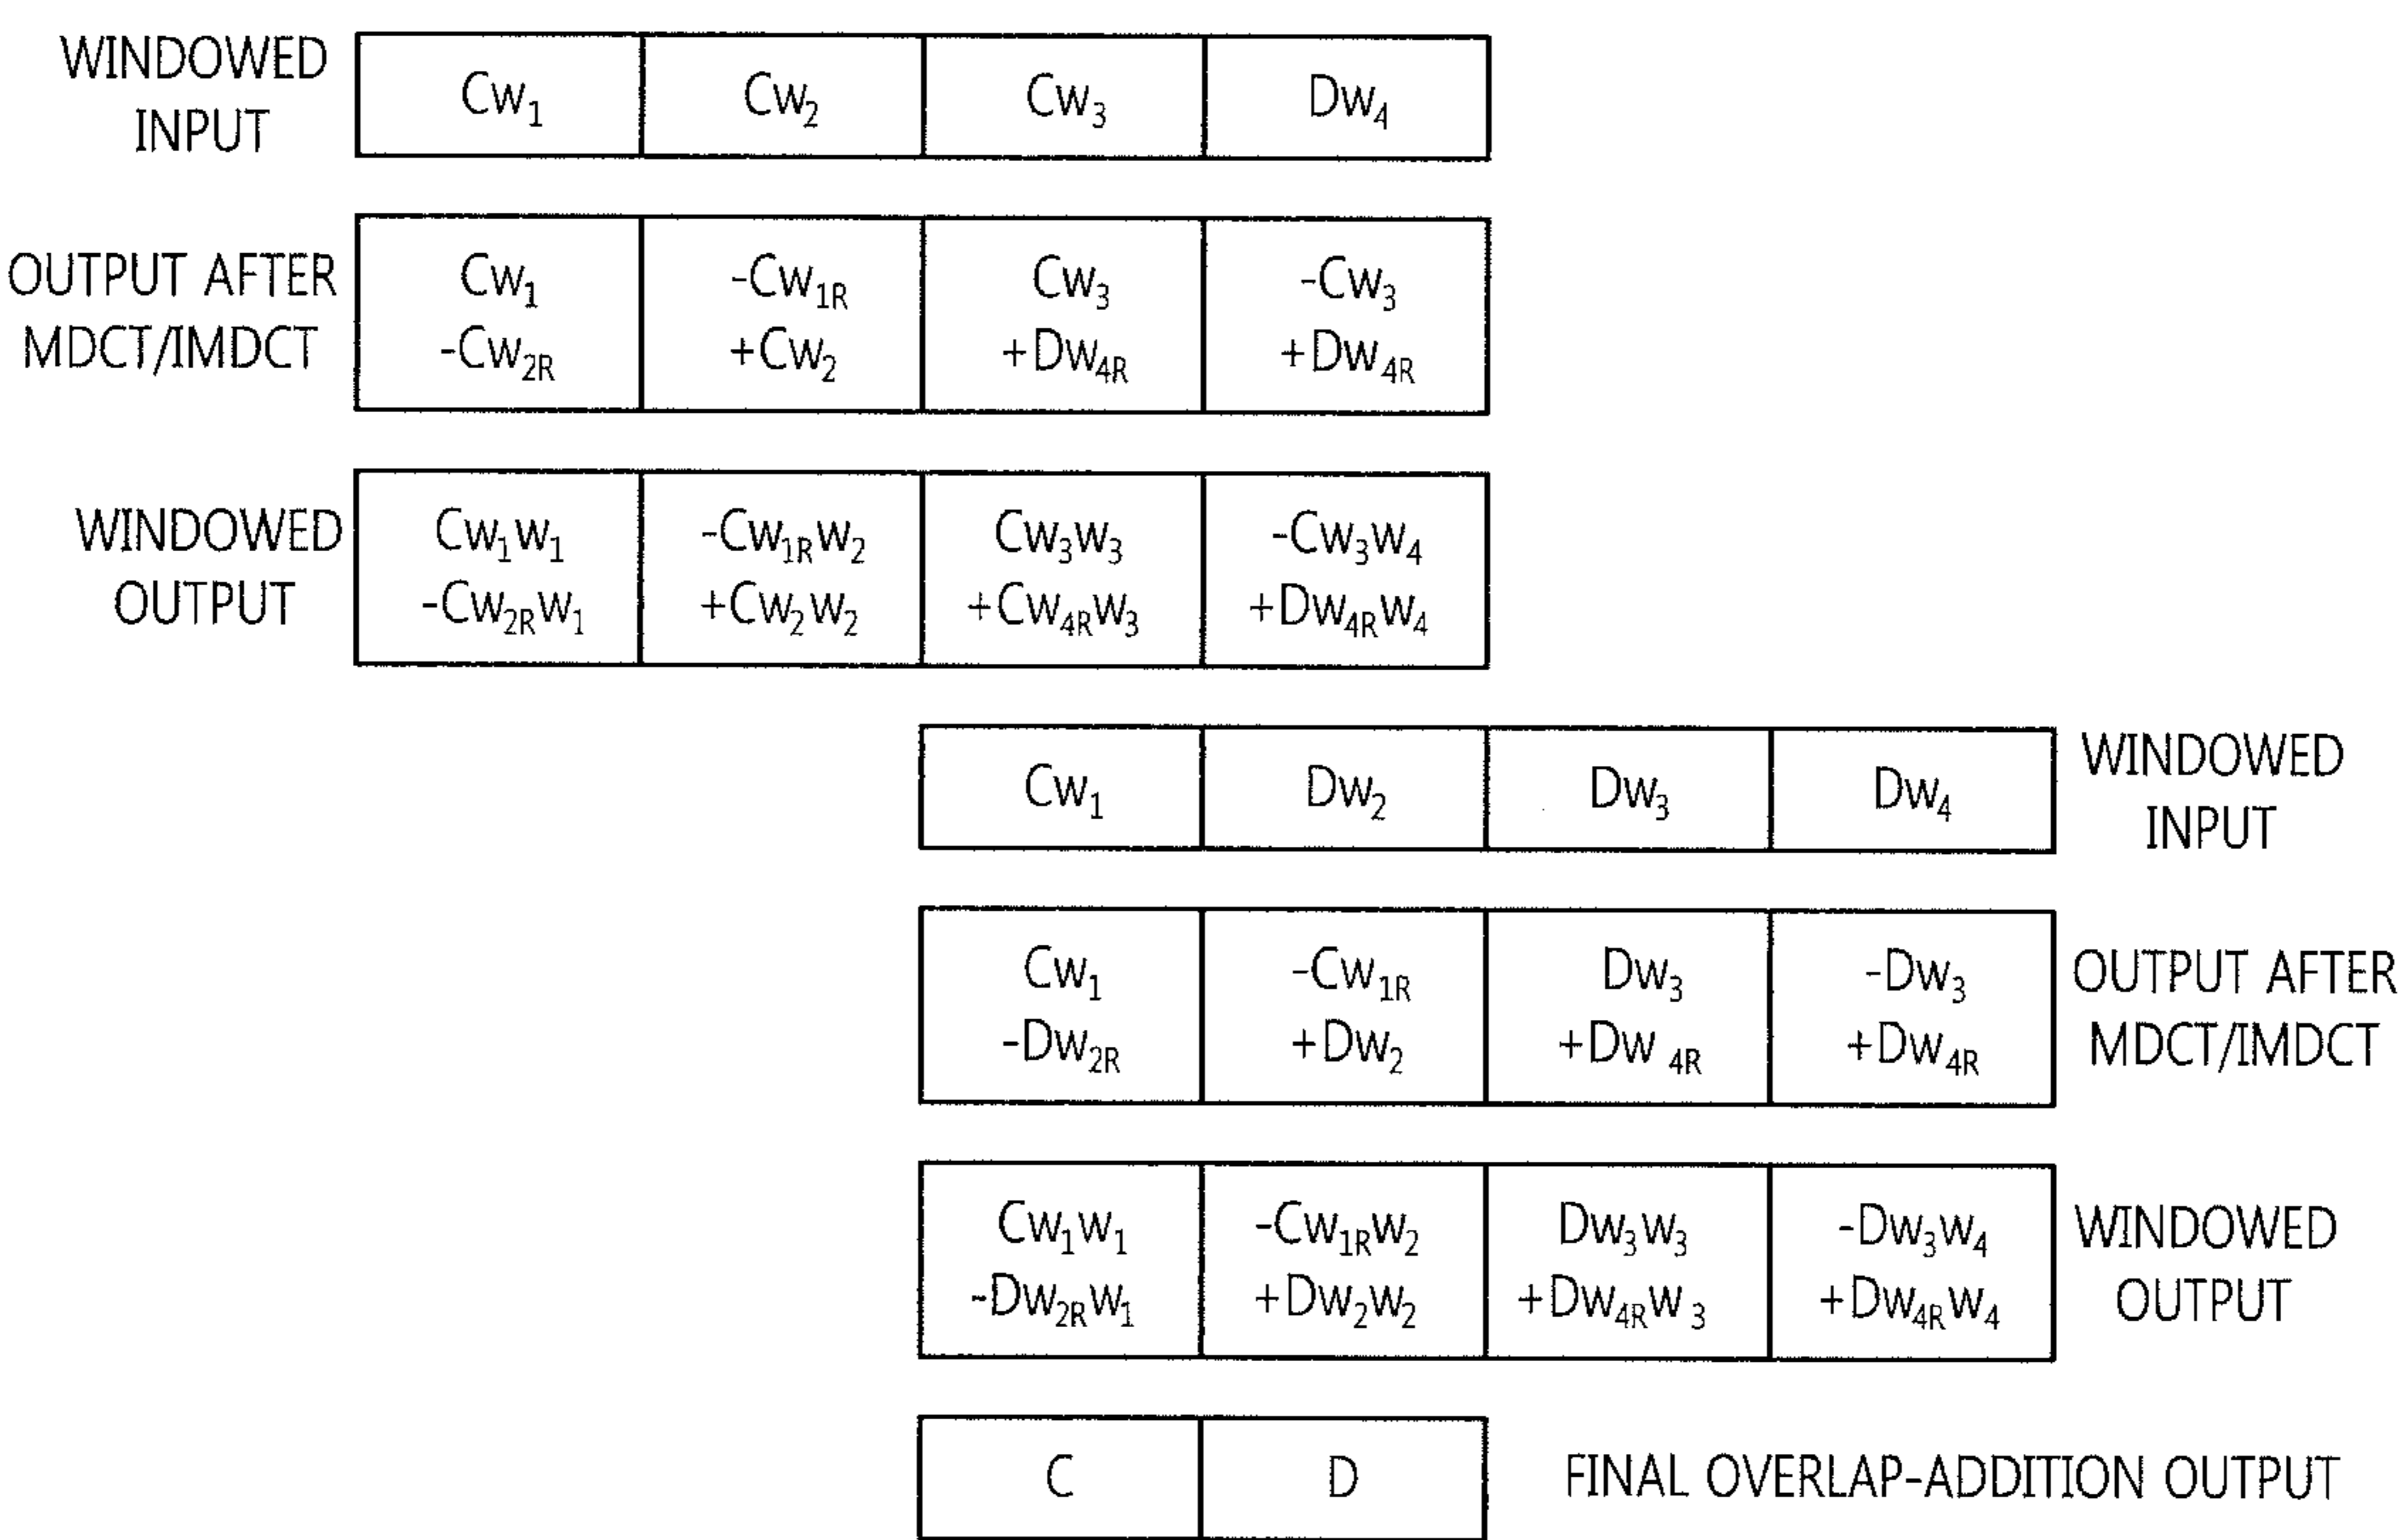 WINDOWED
INPUT
Cw₁ Cw₂ Cw₃ Dw₄
OUTPUT AFTER
MDCT/IMDCT
Cw₁ -Cw₁R Cw₃ -Cw₃
-Cw₂R +Cw₂ +Dw₄R +Dw₄R
WINDOWED
OUTPUT
Cw₁w₁ -Cw₁Rw₂ Cw₃w₃ -Cw₃w₄
-Cw₂Rw₁ +Cw₂w₂ +Cw₄Rw₃ +Dw₄Rw₄
Cw₁ Dw₂ Dw₃ Dw₄
WINDOWED
INPUT
Cw₁ -Cw₁R Dw₃ -Dw₃
-Dw₂R +Dw₂ +Dw ₄R +Dw₄R
OUTPUT AFTER
MDCT/IMDCT
Cw₁w₁ -Cw₁Rw₂ Dw₃w₃ -Dw₃w₄
-Dw₂Rw₁ +Dw₂w₂ +Dw₄Rw ₃ +Dw₄Rw₄
WINDOWED
OUTPUT
C D
FINAL OVERLAP-ADDITION OUTPUT